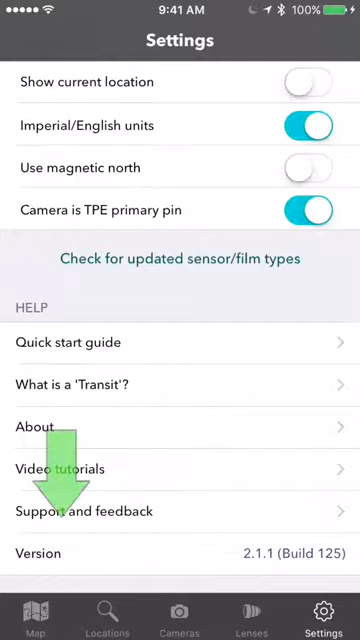 9:41 AM 100%
Settings
Show current location
Imperial/English units
Use magnetic north
Camera is TPE primary pin
Check for updated sensor/film types
HELP
Quick start guide
What is a 'Transit'?
About
Video tutorials
Support and feedback
Version 2.1.1 (Build 125)
Map Locations Cameras Lenses Settings